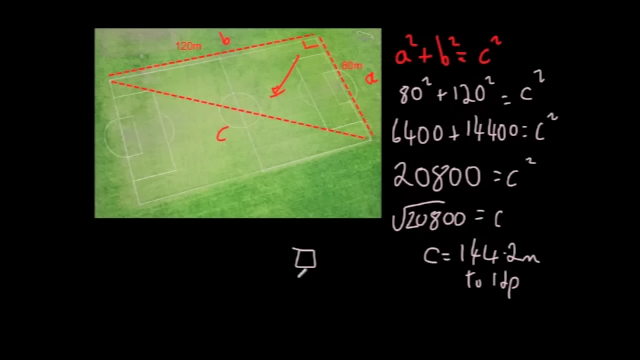 120m b
80m
a
c
a² + b² = c²
80² + 120² = c²
6400 + 14400 = c²
20800 = c²
√20800 = c
c = 144.2m
to 1dp